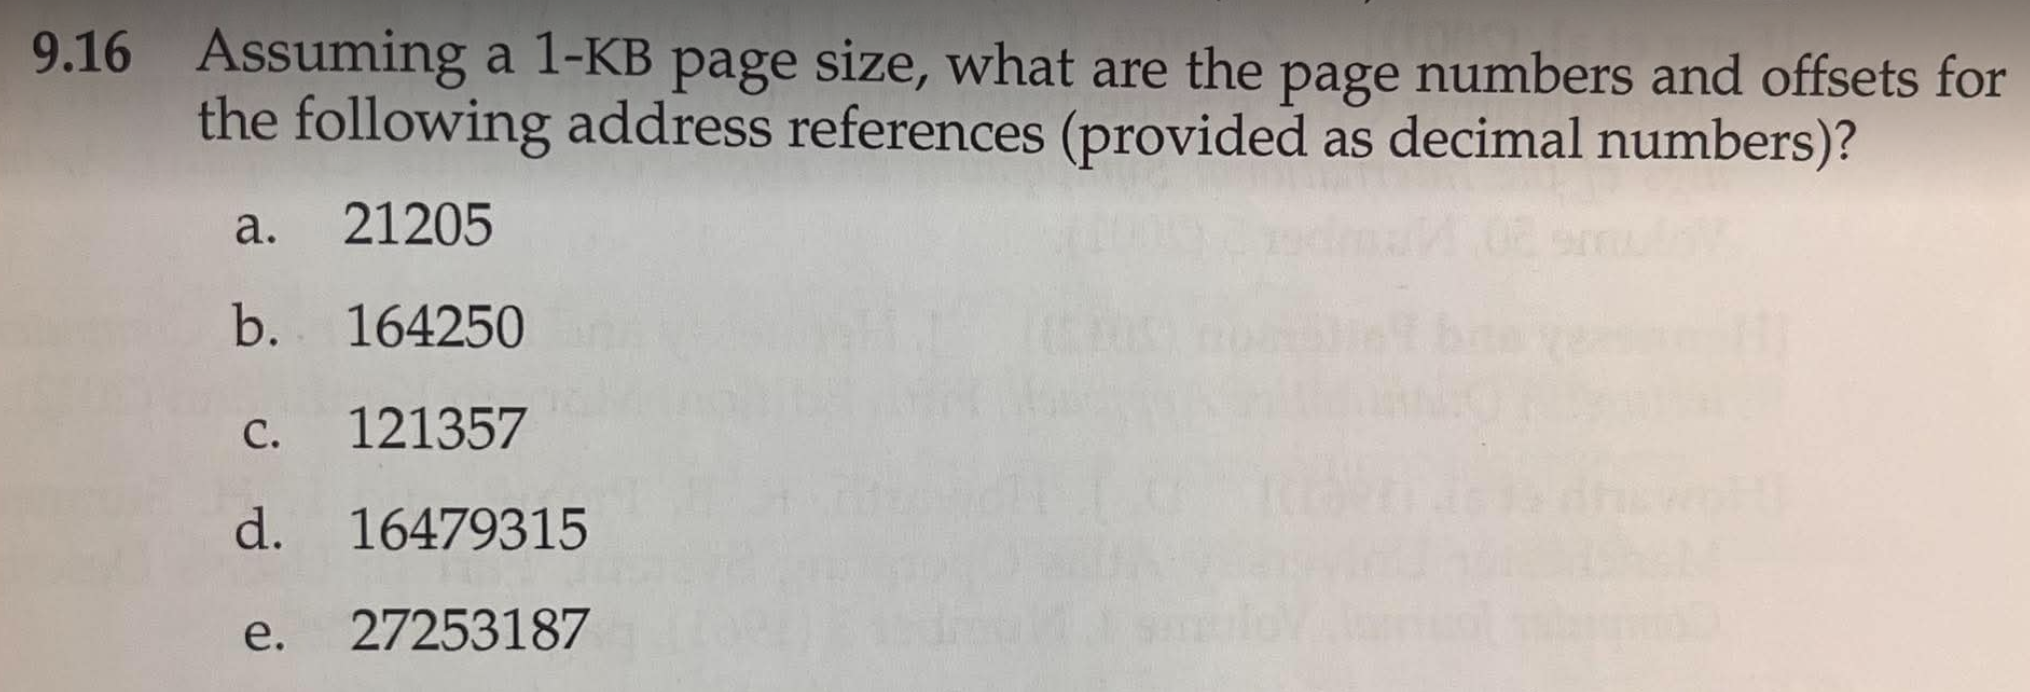 9.16 Assuming a 1-KB page size, what are the page numbers and offsets for
the following address references (provided as decimal numbers)?
a. 21205
b. 164250
c. 121357
d. 16479315
e. 27253187